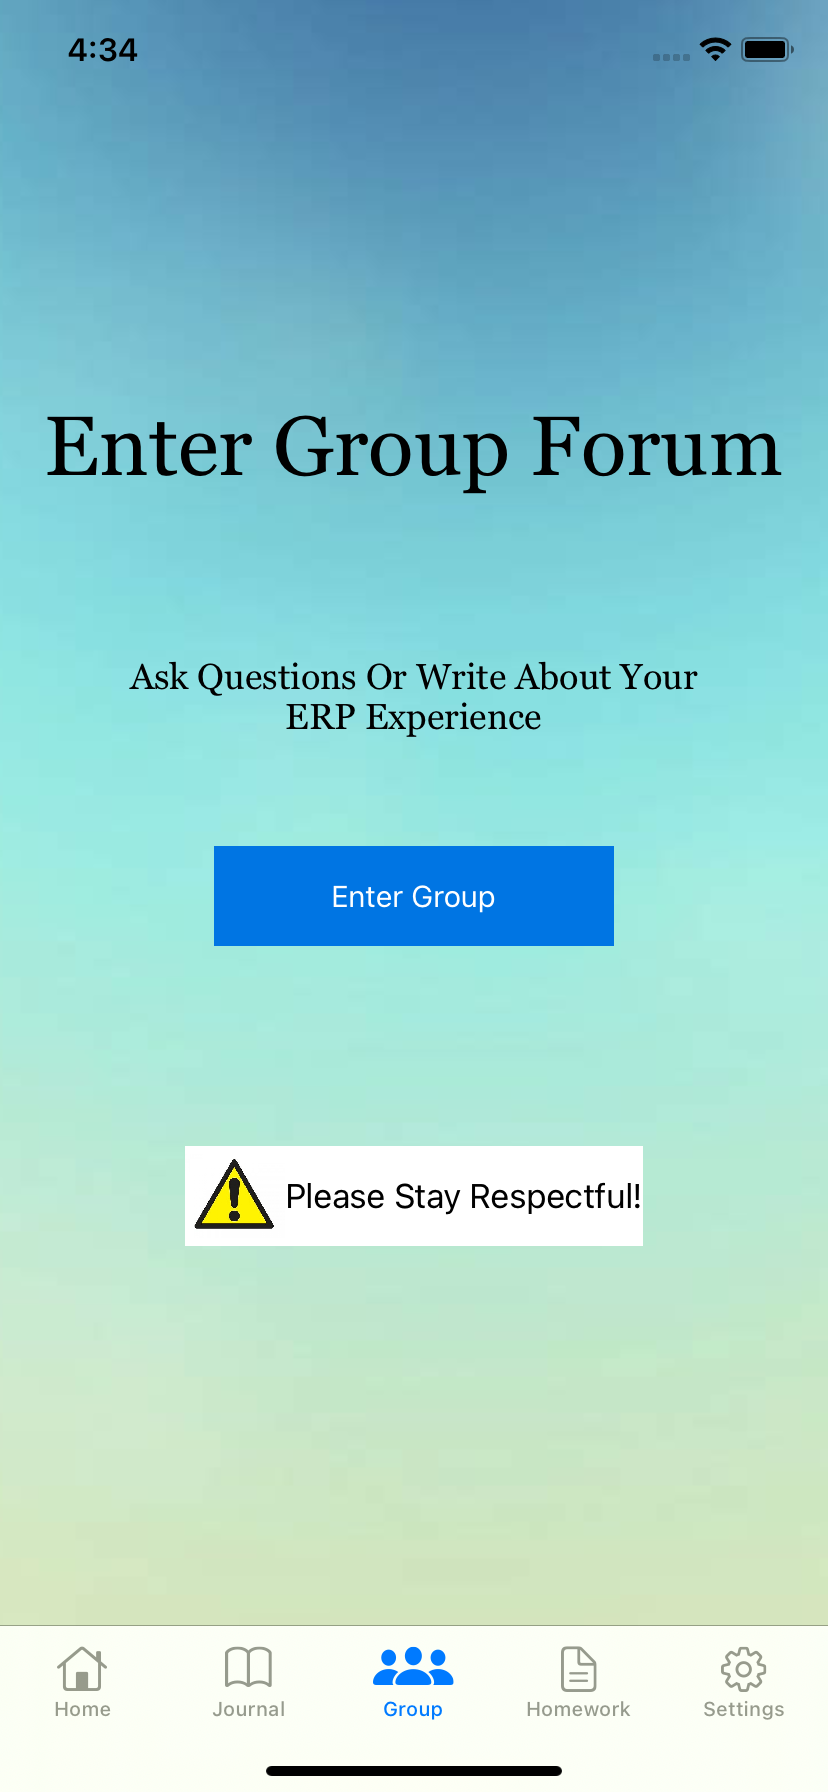 4:34
Enter Group Forum
Ask Questions Or Write About Your
ERP Experience
Enter Group
Please Stay Respectful!
Home Journal Group Homework Settings